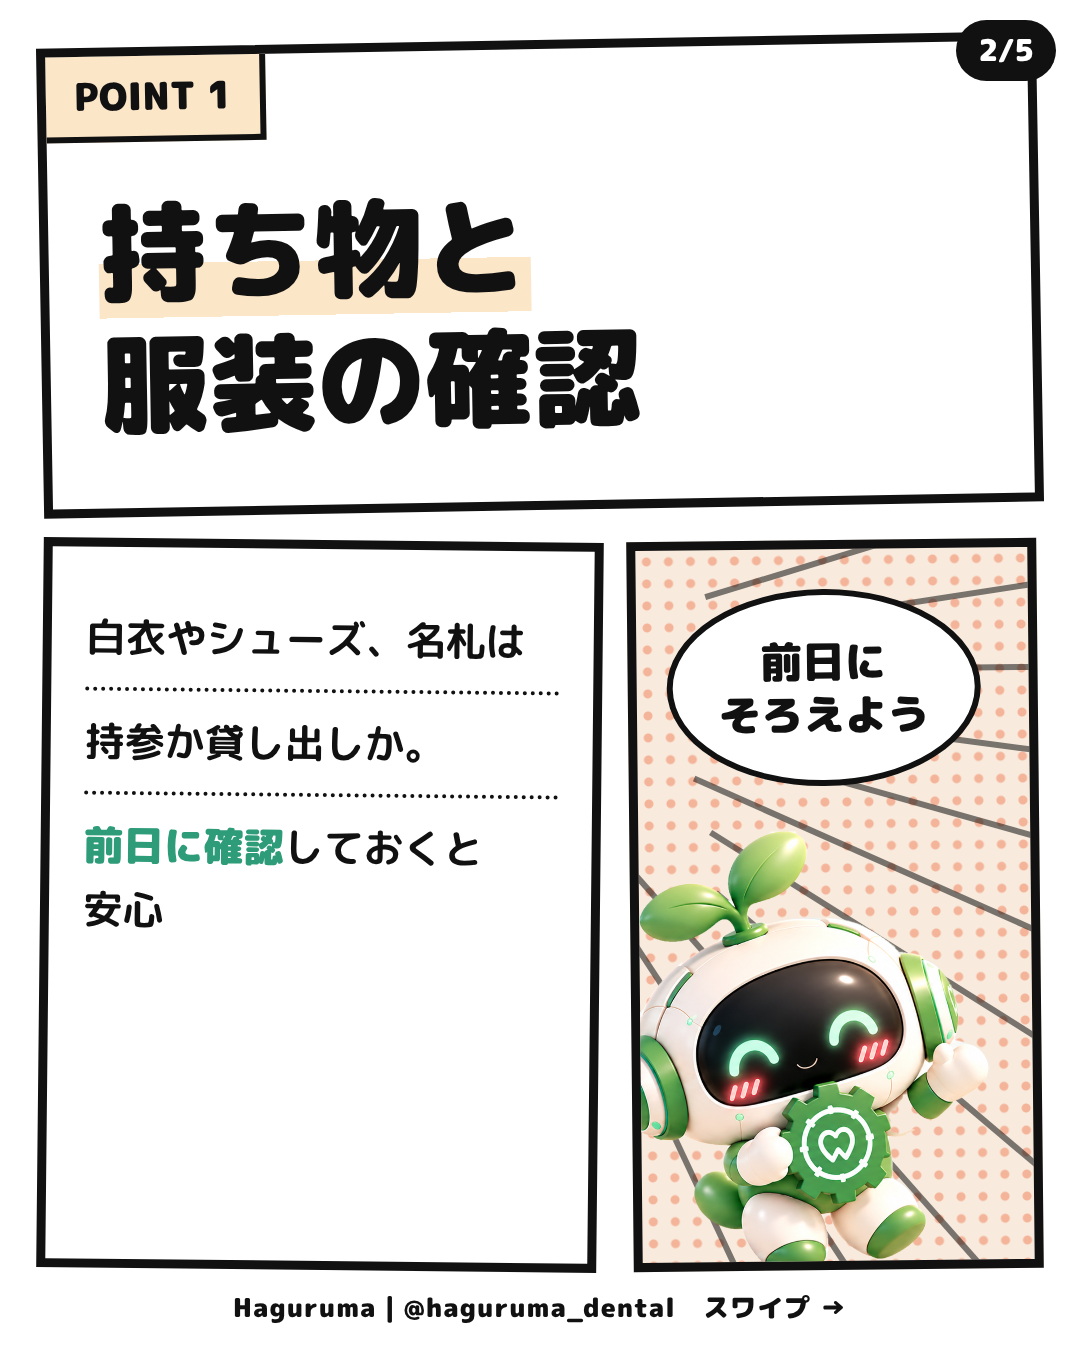 2/5
POINT 1
持ち物と
服装の確認
白衣やシューズ、名札は
持参か貸し出しか。
前日に確認しておくと
安心
前日に
そろえよう
Haguruma | @haguruma_dental スワイプ →